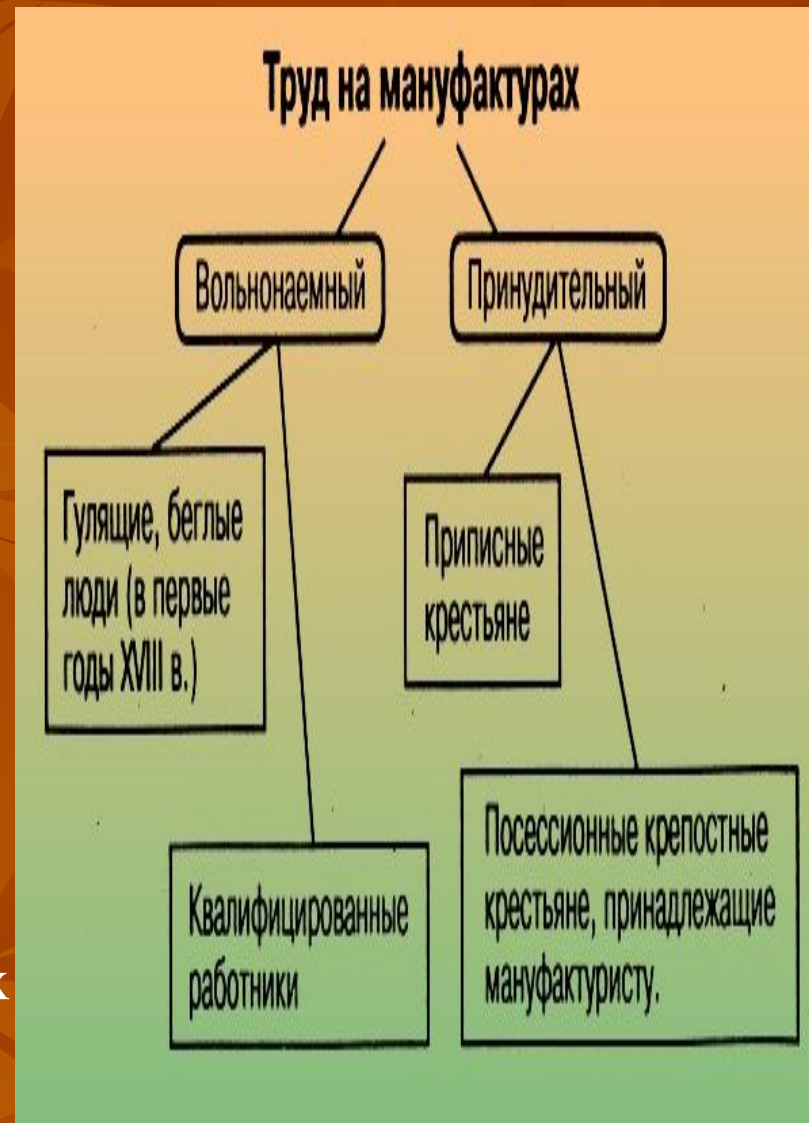 Труд на мануфактурах
Вольнонаемный
Принудительный
Гулящие, беглые
люди (в первые
годы XVIII в.)
Приписные
крестьяне
Квалифицированные
работники
Посессионные крепостные
крестьяне, принадлежащие
мануфактуристу.